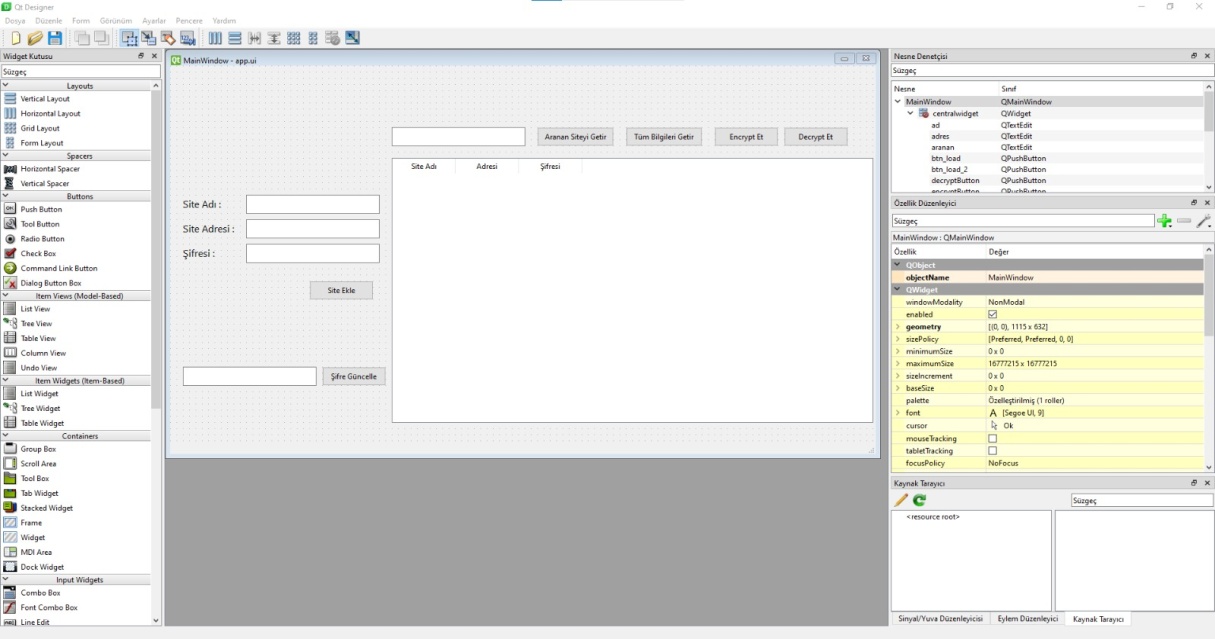 Qt Designer
Dosya Düzenle Form Görünüm Ayarlar Pencere Yardım
Widget Kutusu
Süzgeç
Layouts
Vertical Layout
Horizontal Layout
Grid Layout
Form Layout
Spacers
Horizontal Spacer
Vertical Spacer
Buttons
Push Button
Tool Button
Radio Button
Check Box
Command Link Button
Dialog Button Box
Item Views (Model-Based)
List View
Tree View
Table View
Column View
Undo View
Item Widgets (Item-Based)
List Widget
Tree Widget
Table Widget
Containers
Group Box
Scroll Area
Tool Box
Tab Widget
Stacked Widget
Frame
Widget
MDI Area
Dock Widget
Input Widgets
Combo Box
Font Combo Box
Line Edit
MainWindow - app.ui
Aranan Siteyi Getir Tüm Bilgileri Getir Encrypt Et Decrypt Et
Site Adı Adresi Şifresi
Site Adı :
Site Adresi :
Şifresi :
Site Ekle
Şifre Güncelle
Nesne Denetçisi
Süzgeç
Nesne Sınıf
MainWindow QMainWindow
centralwidget QWidget
ad QTextEdit
adres QTextEdit
aranan QTextEdit
btn_load QPushButton
btn_load_2 QPushButton
decryptButton QPushButton
encryptButton QPushButton
Özellik Düzenleyici
Süzgeç
MainWindow : QMainWindow
Özellik Değer
QObject
objectName MainWindow
QWidget
windowModality NonModal
enabled
geometry [(0, 0), 1115 x 632]
sizePolicy [Preferred, Preferred, 0, 0]
minimumSize 0 x 0
maximumSize 16777215 x 16777215
sizeIncrement 0 x 0
baseSize 0 x 0
palette Özelleştirilmiş (1 roller)
font A [Segoe UI, 9]
cursor Ok
mouseTracking
tabletTracking
focusPolicy NoFocus
Kaynak Tarayıcı
Süzgeç
<resource root>
Sinyal/Yuva Düzenleyicisi Eylem Düzenleyici Kaynak Tarayıcı